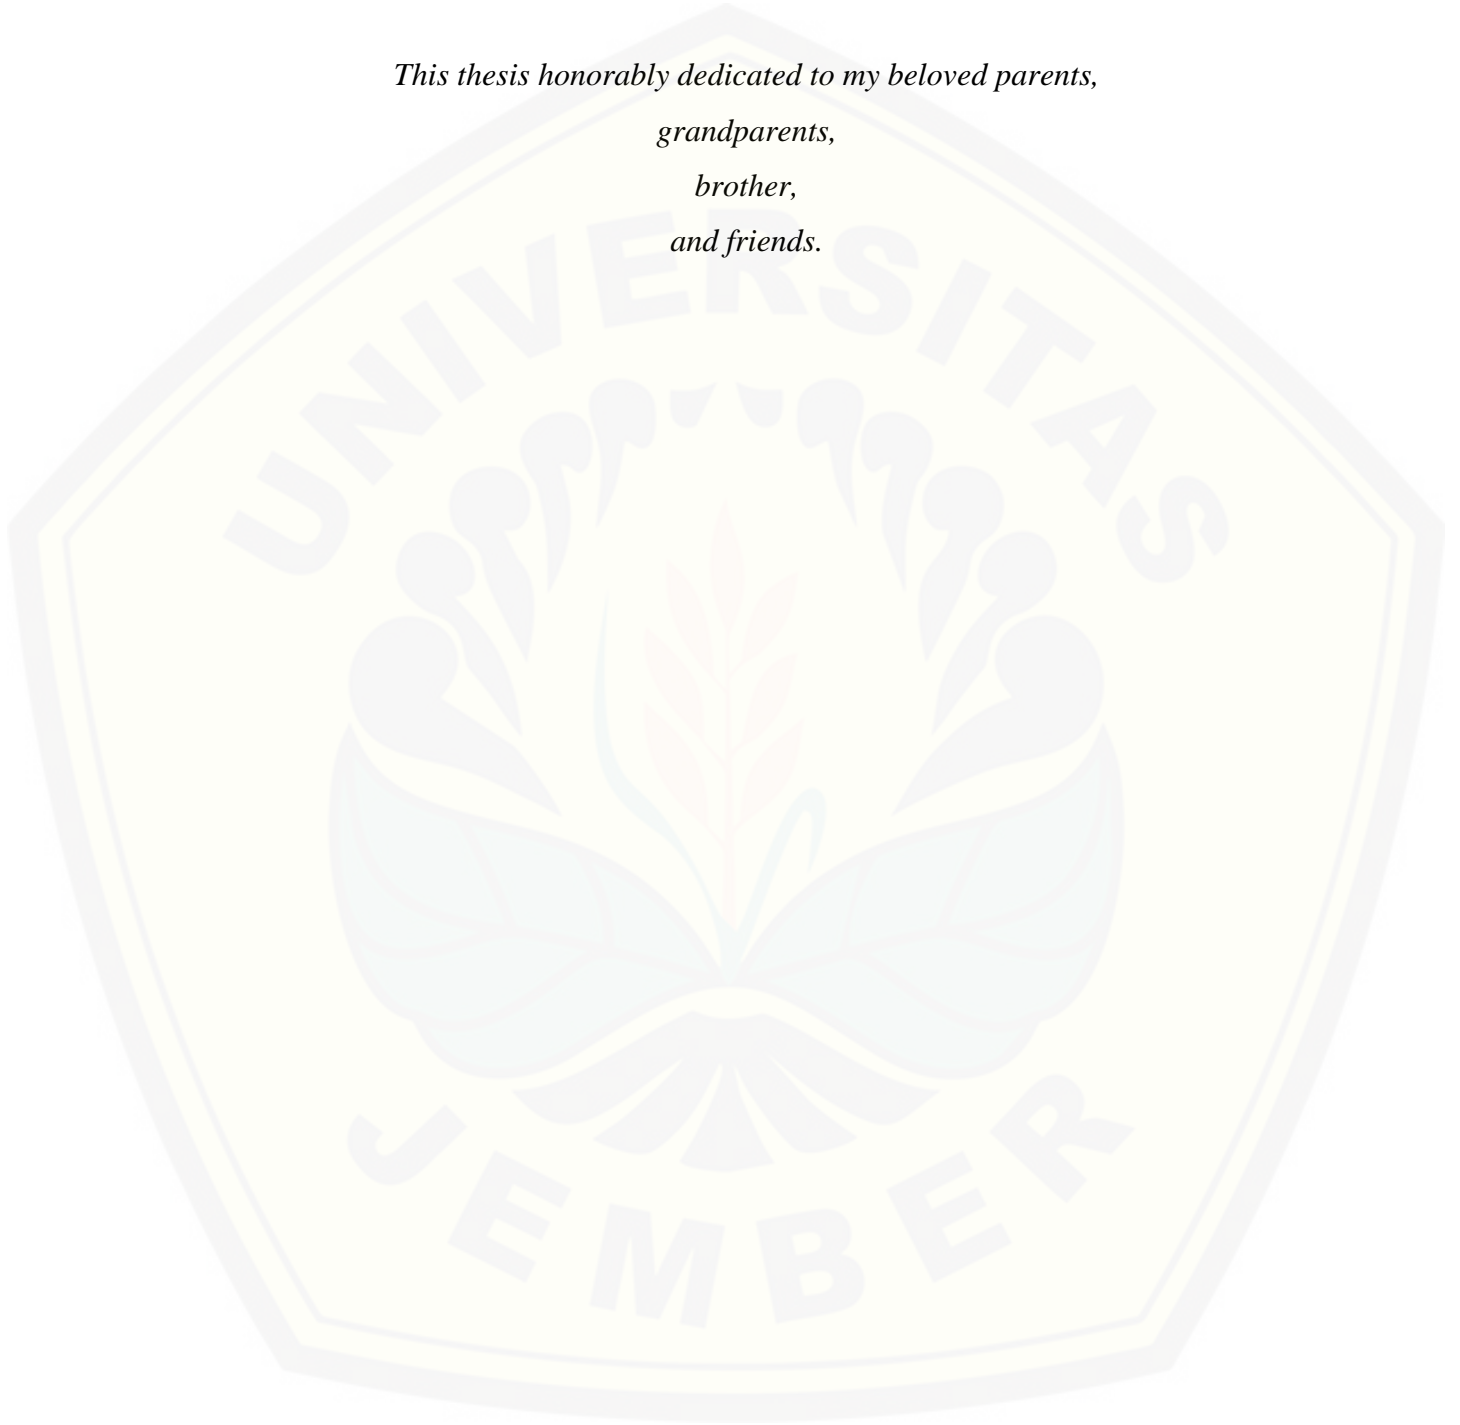 This thesis honorably dedicated to my beloved parents,
grandparents,
brother,
and friends.
UNIVERSITAS
JEMBER